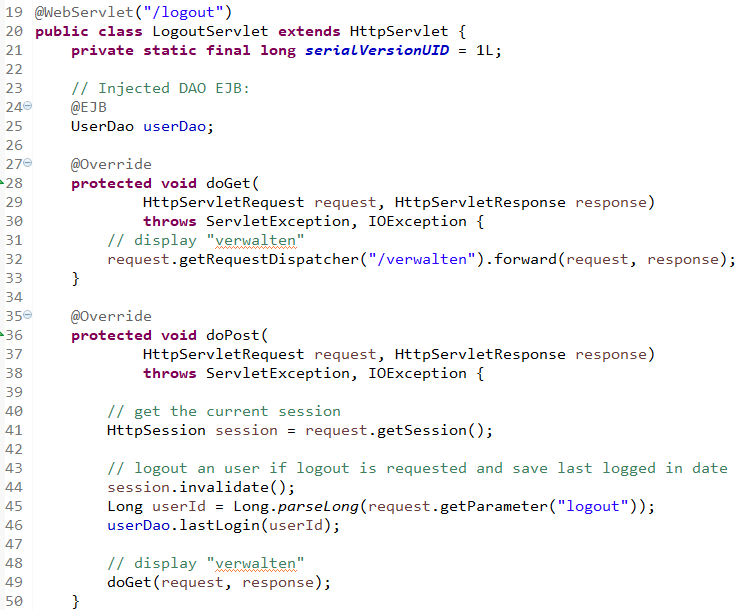 19 @WebServlet("/logout")
20 public class LogoutServlet extends HttpServlet {
21     private static final long serialVersionUID = 1L;
22
23     // Injected DAO EJB:
24     @EJB
25     UserDao userDao;
26
27     @Override
28     protected void doGet(
29             HttpServletRequest request, HttpServletResponse response)
30             throws ServletException, IOException {
31         // display "verwalten"
32         request.getRequestDispatcher("/verwalten").forward(request, response);
33     }
34
35     @Override
36     protected void doPost(
37             HttpServletRequest request, HttpServletResponse response)
38             throws ServletException, IOException {
39
40         // get the current session
41         HttpSession session = request.getSession();
42
43         // logout an user if logout is requested and save last logged in date
44         session.invalidate();
45         Long userId = Long.parseLong(request.getParameter("logout"));
46         userDao.lastLogin(userId);
47
48         // display "verwalten"
49         doGet(request, response);
50     }